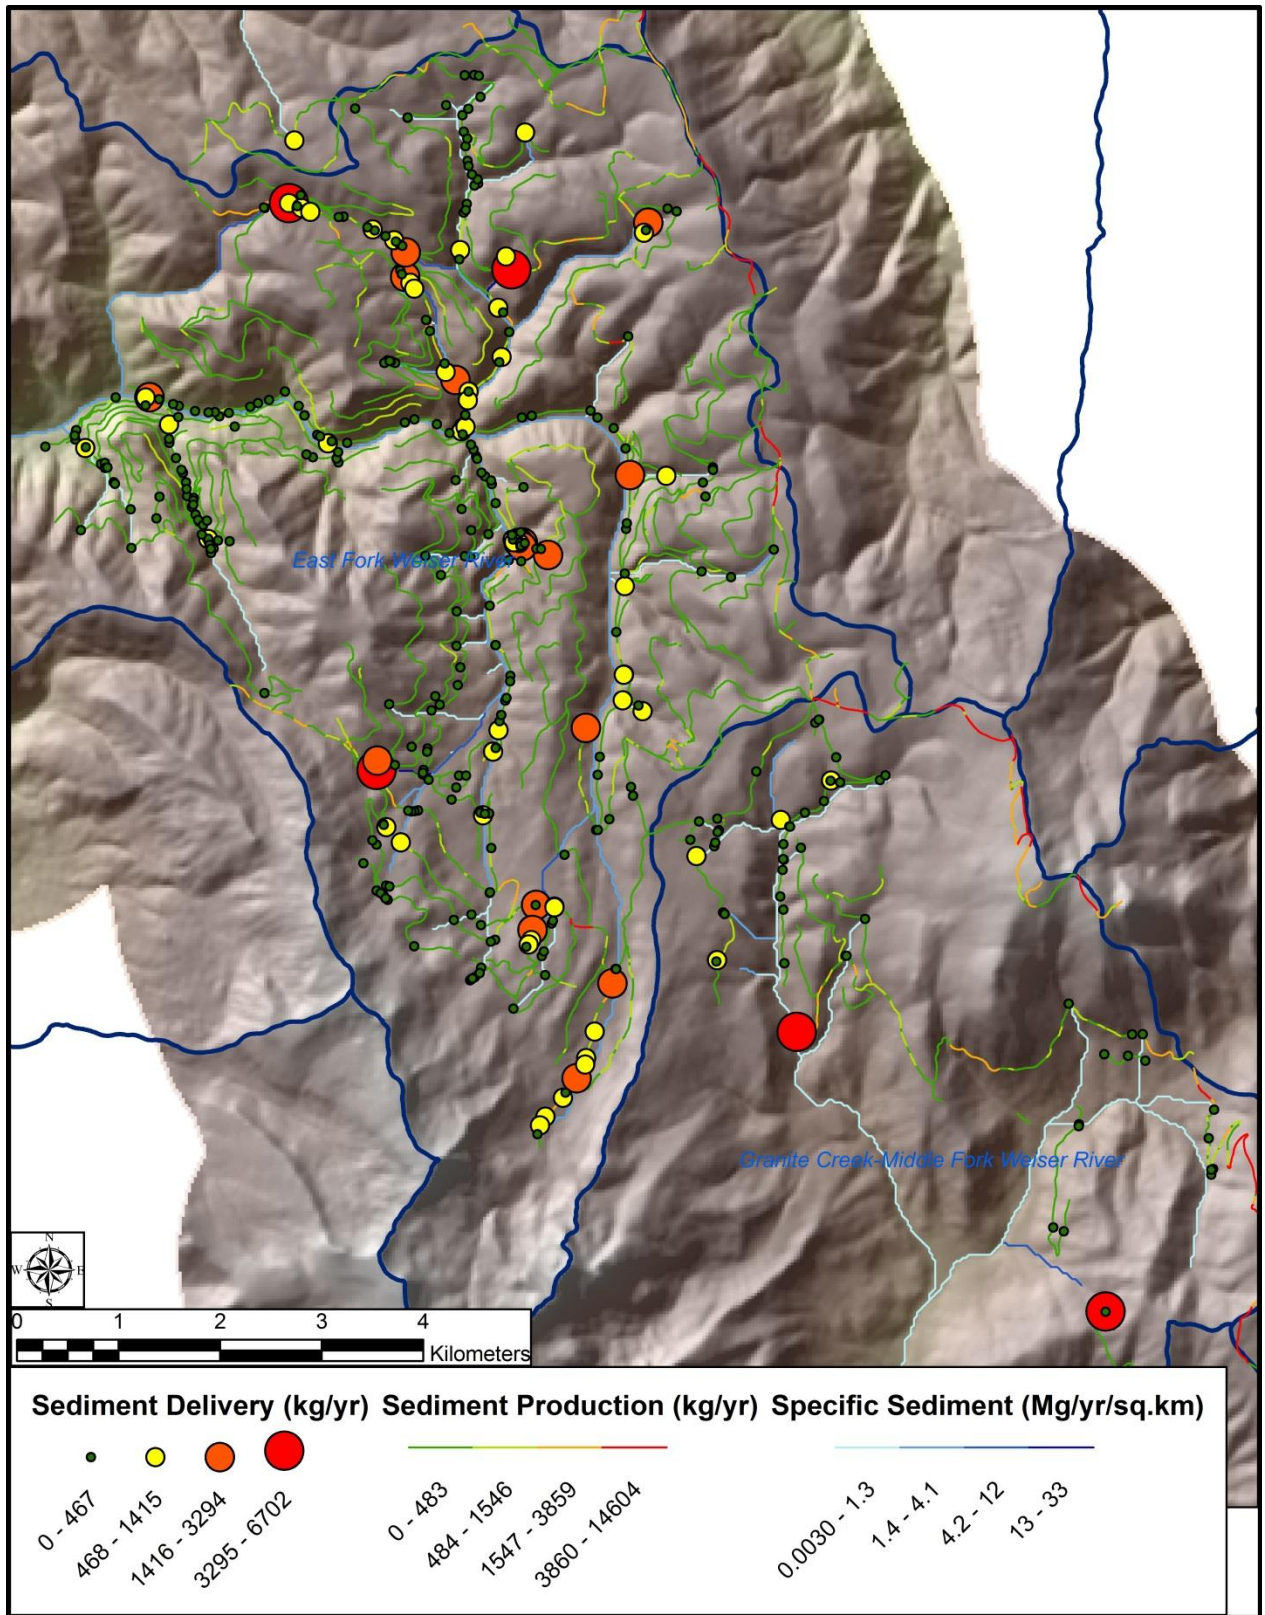 East Fork Weiser River
Granite Creek-Middle Fork Weiser River
N
W E
S
0 1 2 3 4
Kilometers
Sediment Delivery (kg/yr) Sediment Production (kg/yr) Specific Sediment (Mg/yr/sq.km)
0 - 467
468 - 1415
1416 - 3294
3295 - 6702
0 - 483
484 - 1546
1547 - 3859
3860 - 14604
0.0030 - 1.3
1.4 - 4.1
4.2 - 12
13 - 33